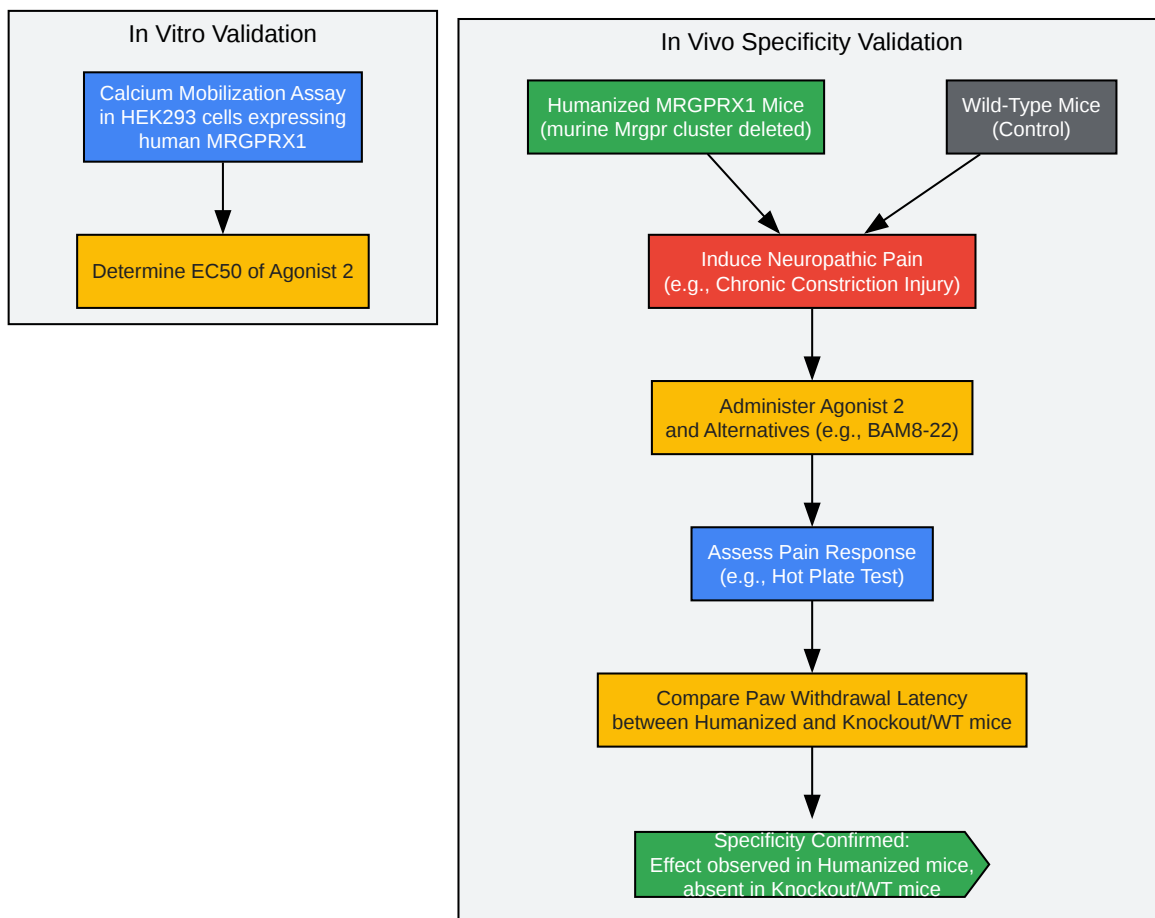 In Vitro Validation
Calcium Mobilization Assay
in HEK293 cells expressing
human MRGPRX1
Determine EC50 of Agonist 2
In Vivo Specificity Validation
Humanized MRGPRX1 Mice
(murine Mrgpr cluster deleted)
Wild-Type Mice
(Control)
Induce Neuropathic Pain
(e.g., Chronic Constriction Injury)
Administer Agonist 2
and Alternatives (e.g., BAM8-22)
Assess Pain Response
(e.g., Hot Plate Test)
Compare Paw Withdrawal Latency
between Humanized and Knockout/WT mice
Specificity Confirmed:
Effect observed in Humanized mice,
absent in Knockout/WT mice